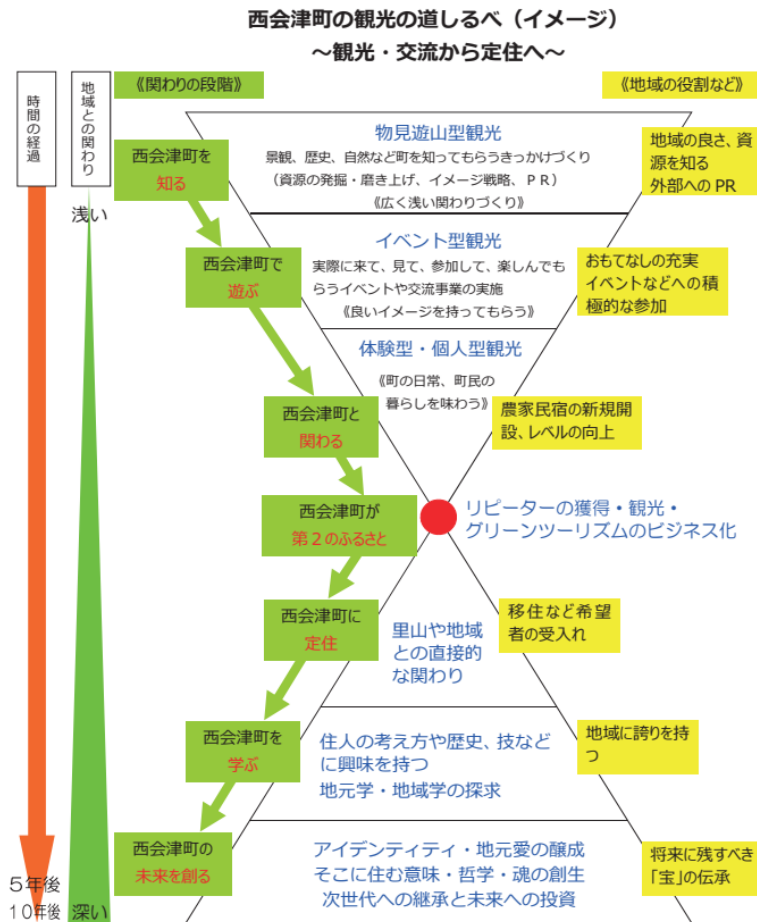 西会津町の観光の道しるべ（イメージ）
～観光・交流から定住へ～
時間の経過
地域との関わり
《関わりの段階》
《地域の役割など》
浅い
西会津町を
知る
物見遊山型観光
景観、歴史、自然など町を知ってもらうきっかけづくり
（資源の発掘・磨き上げ、イメージ戦略、ＰＲ）
《広く浅い関わりづくり》
地域の良さ、資
源を知る
外部への PR
西会津町で
遊ぶ
イベント型観光
実際に来て、見て、参加して、楽しんでも
らうイベントや交流事業の実施
《良いイメージを持ってもらう》
おもてなしの充実
イベントなどへの積
極的な参加
西会津町と
関わる
体験型・個人型観光
《町の日常、町民の
暮らしを味わう》
農家民宿の新規開
設、レベルの向上
西会津町が
第２のふるさと
リピーターの獲得・観光・
グリーンツーリズムのビジネス化
西会津町に
定住
里山や地域
との直接的
な関わり
移住など希望
者の受入れ
西会津町を
学ぶ
住人の考え方や歴史、技など
に興味を持つ
地元学・地域学の探求
地域に誇りを持
つ
西会津町の
未来を創る
アイデンティティ・地元愛の醸成
そこに住む意味・哲学・魂の創生
次世代への継承と未来への投資
将来に残すべき
「宝」の伝承
５年後
１０年後
深い